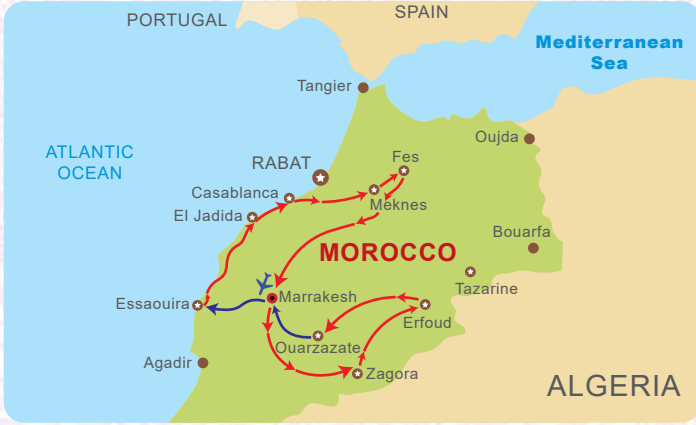 PORTUGAL
SPAIN
Mediterranean
Sea
Tangier
Oujda
ATLANTIC
OCEAN
RABAT
Fes
Casablanca
Meknes
El Jadida
Bouarfa
MOROCCO
Tazarine
Essaouira
Marrakesh
Erfoud
Ouarzazate
Agadir
Zagora
ALGERIA